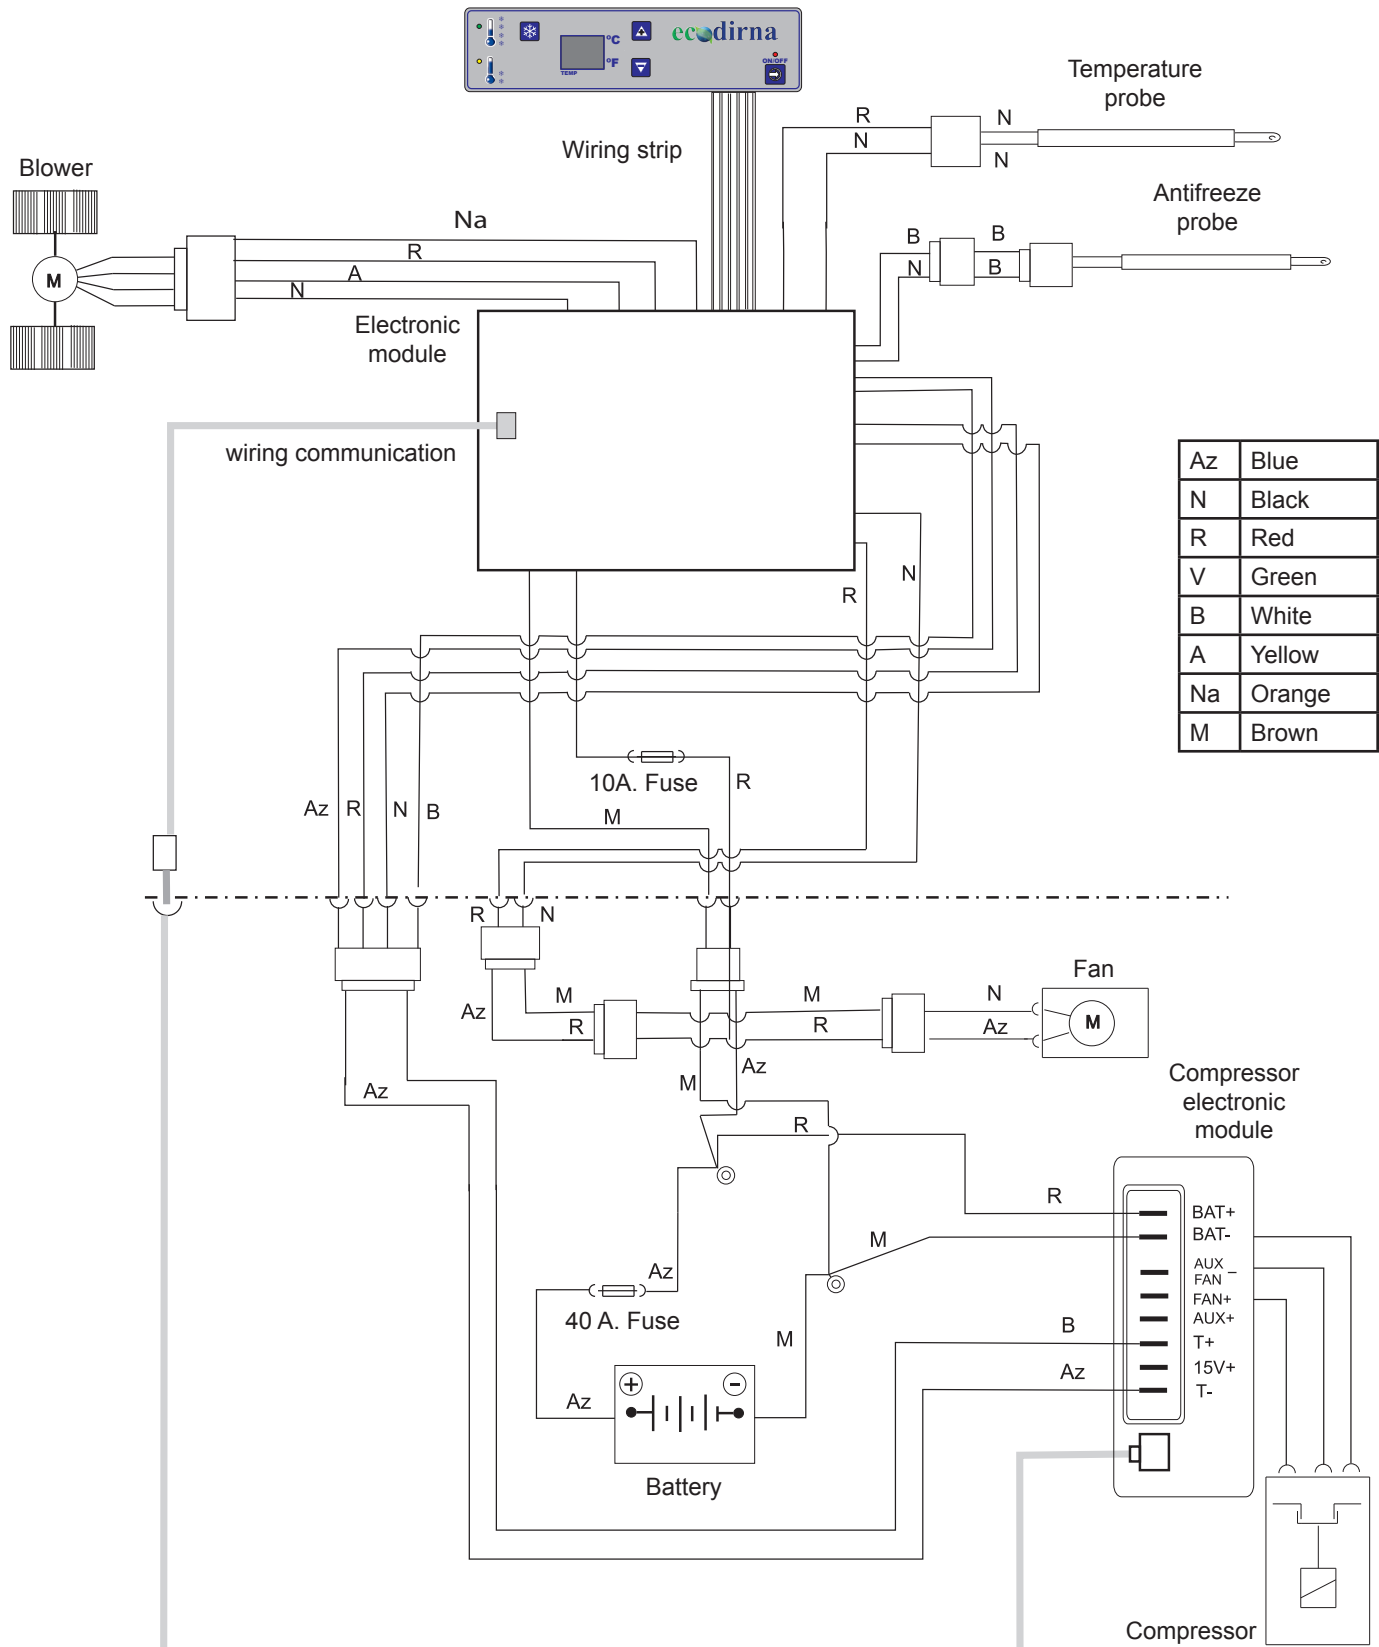 °C
°F
TEMP
ecodirna
ON/OFF
Temperature
probe
R
N
N
N
Wiring strip
Blower
M
Na
R
A
N
Antifreeze
probe
B
N
B
B
Electronic
module
wiring communication
Az Blue
N Black
R Red
V Green
B White
A Yellow
Na Orange
M Brown
N
R
10A. Fuse
R
Az
R
N
B
M
R
N
Az
M
R
M
R
Fan
N
Az
M
M
Az
Az
R
Compressor
electronic
module
R
M
BAT+
BAT-
AUX
FAN –
FAN+
AUX+
T+
15V+
T-
Az
40 A. Fuse
M
B
Az
Az
+
-
Battery
Compressor